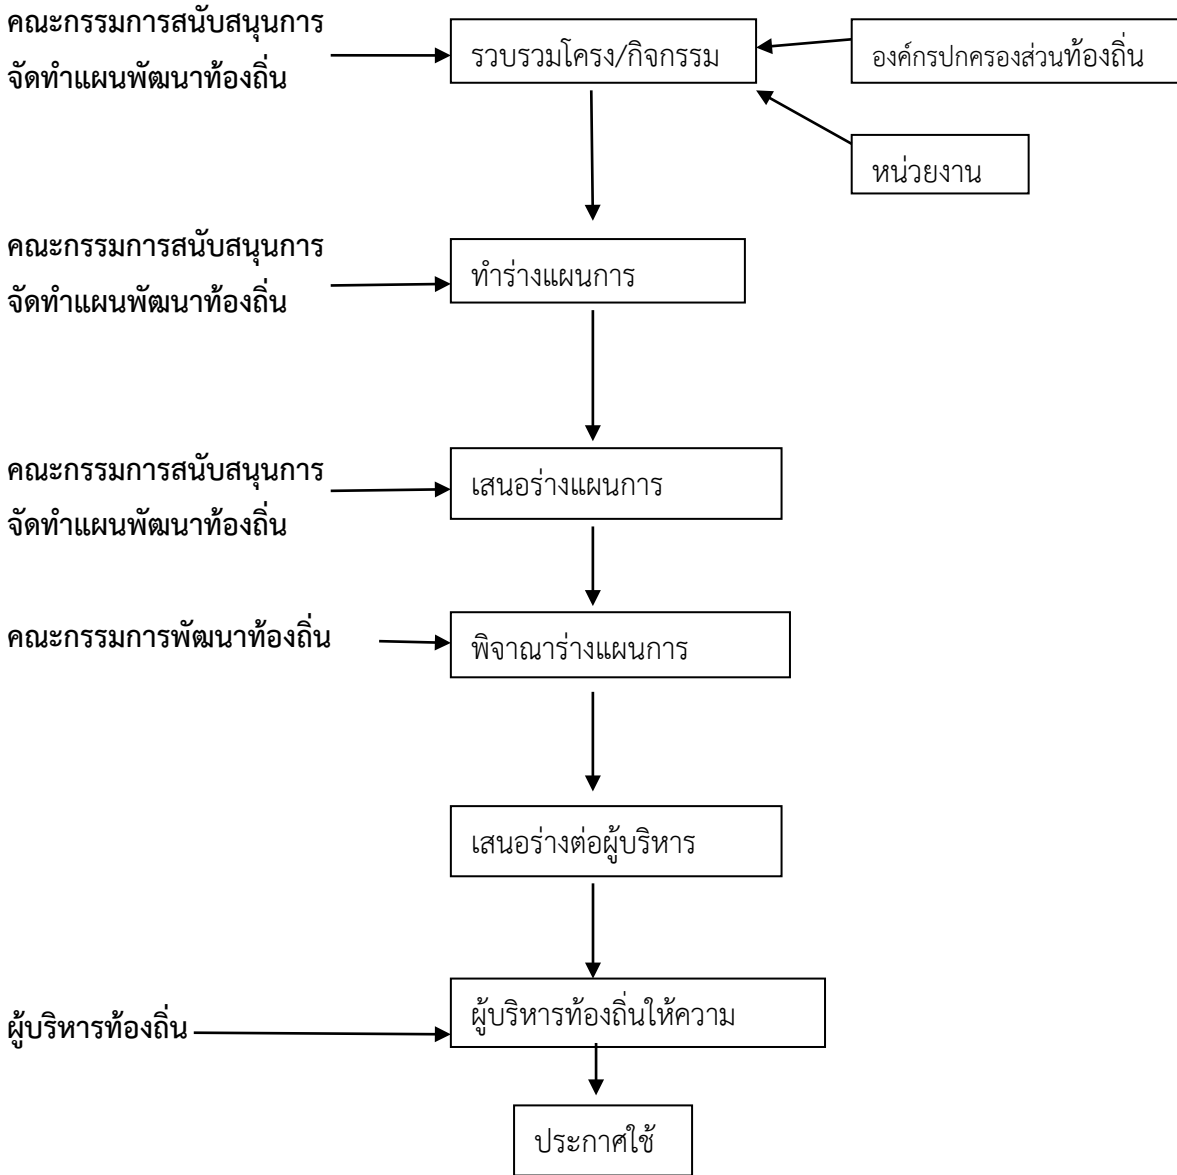 คณะกรรมการสนับสนุนการ
จัดทำแผนพัฒนาท้องถิ่น
รวบรวมโครง/กิจกรรม
องค์กรปกครองส่วนท้องถิ่น
หน่วยงาน
คณะกรรมการสนับสนุนการ
จัดทำแผนพัฒนาท้องถิ่น
ทำร่างแผนการ
คณะกรรมการสนับสนุนการ
จัดทำแผนพัฒนาท้องถิ่น
เสนอร่างแผนการ
คณะกรรมการพัฒนาท้องถิ่น
พิจาณาร่างแผนการ
เสนอร่างต่อผู้บริหาร
ผู้บริหารท้องถิ่น
ผู้บริหารท้องถิ่นให้ความ
ประกาศใช้